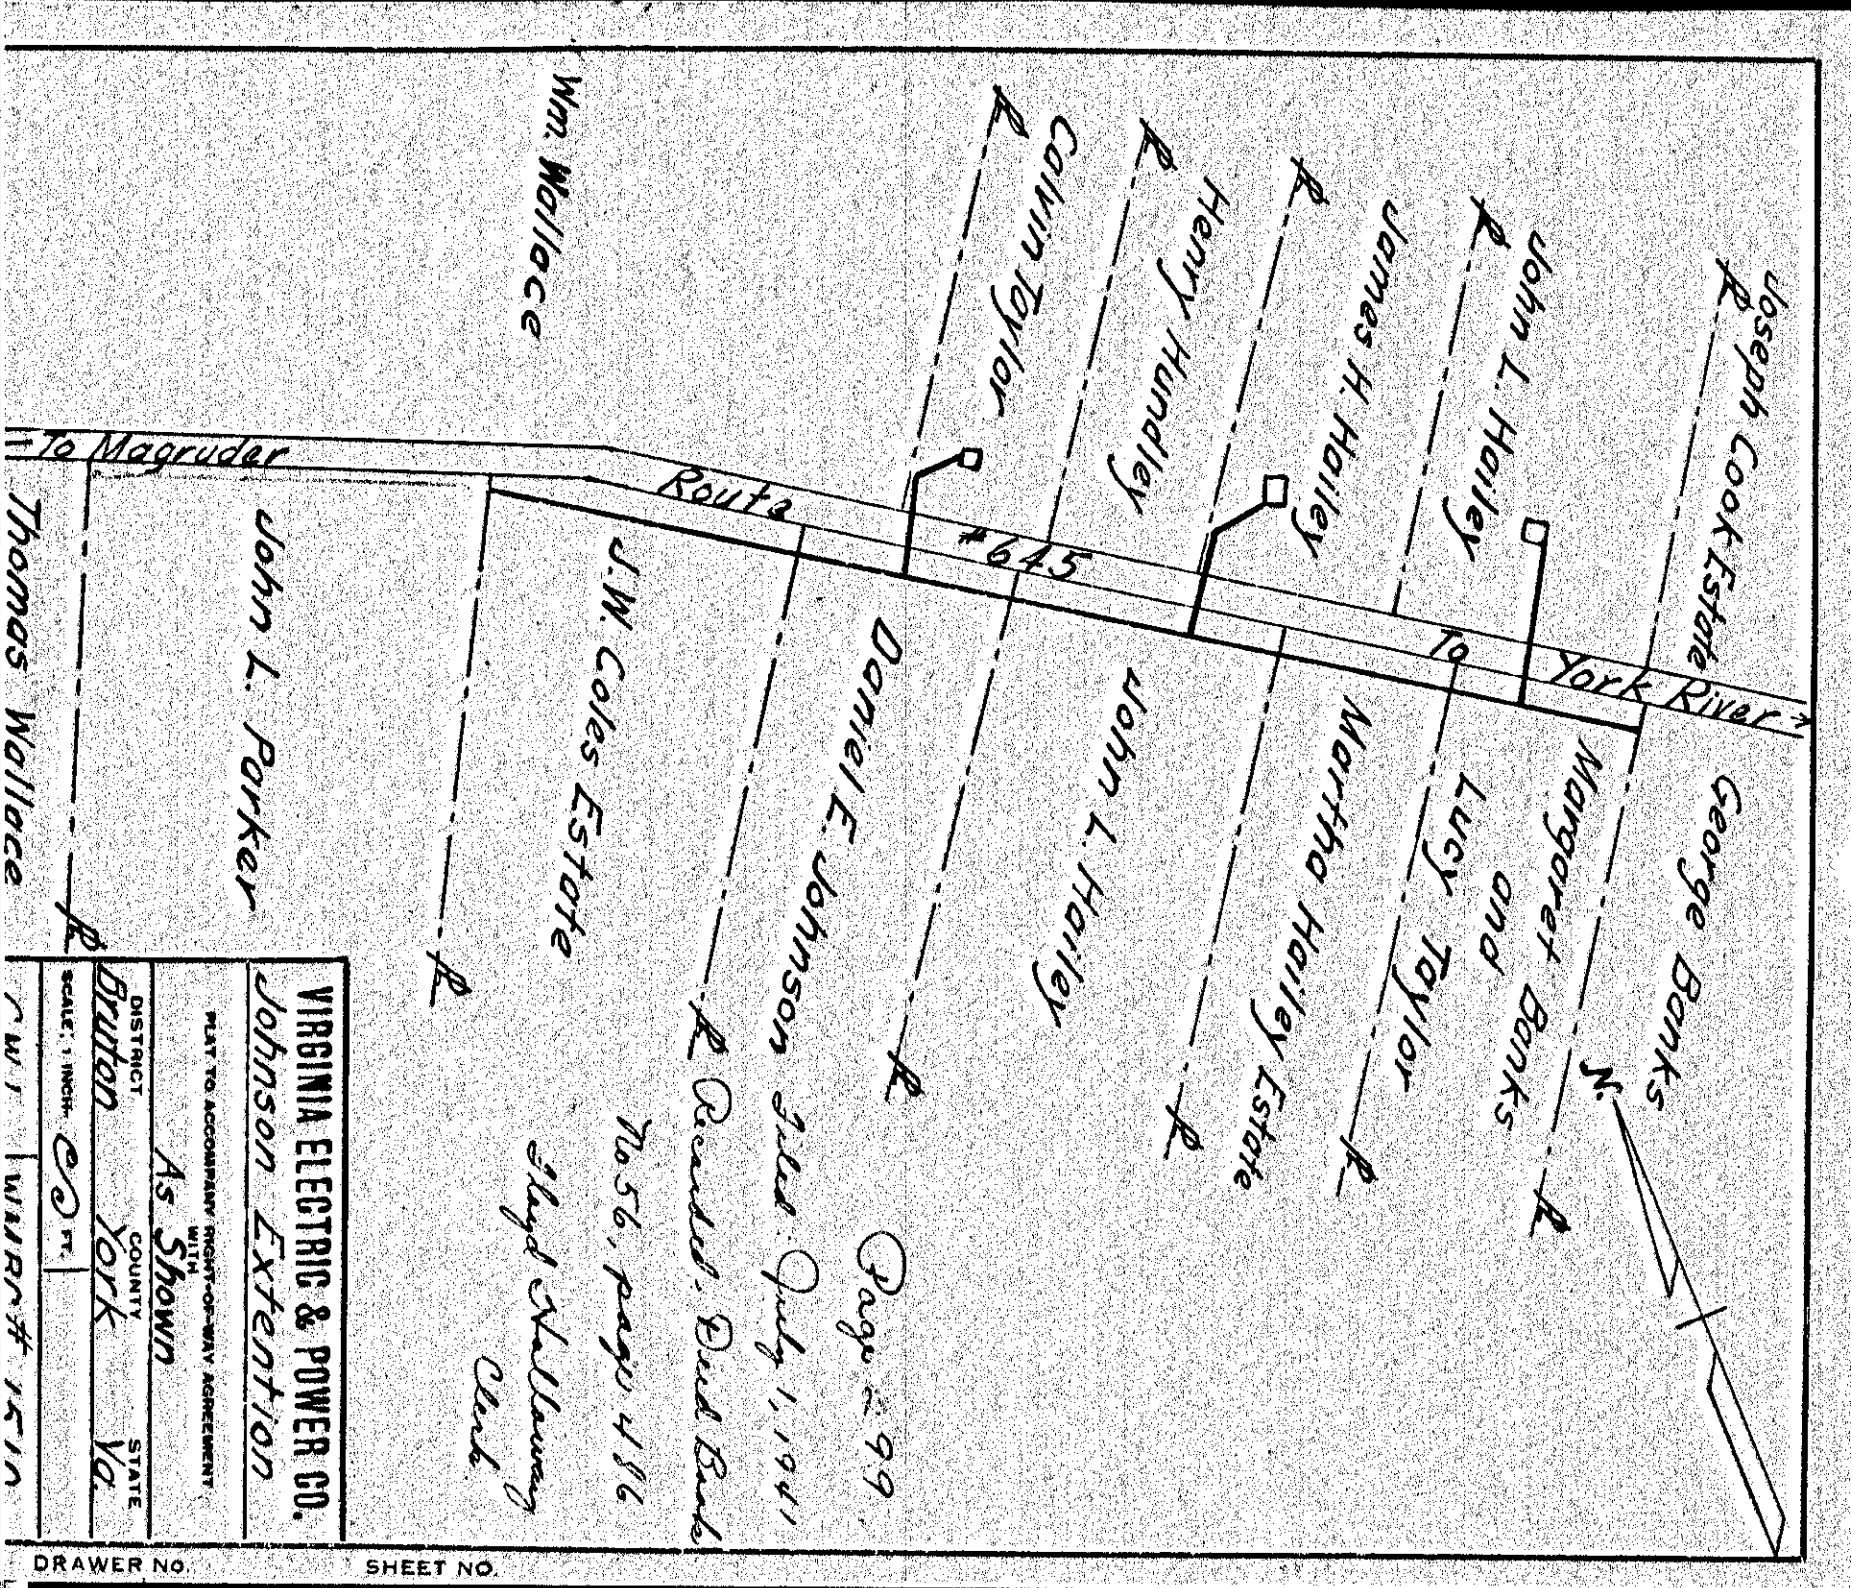 Wm. Wallace
Calvin Taylor
Henry Hundley
James H. Hailey
John L. Hailey
Joseph Cook Estate
To Magruder
Route
#645
To
York River
Thomas Wallace
John L. Parker
J.W. Coles Estate
Daniel E. Johnson
John L. Hailey
Martha Hailey Estate
Lucy Taylor
and
Margaret Banks
George Banks
N.
Page 299
Filed: July 1, 1941
Recorded, Deed Book
No 56, page 486
Floyd Holloway
Clerk
VIRGINIA ELECTRIC & POWER CO.
Johnson Extention
PLAT TO ACCOMPANY RIGHT-OF-WAY AGREEMENT
WITH
As Shown
DISTRICT COUNTY STATE
Bruton York Va.
SCALE: 1 INCH- FT.
DRAWER NO.
SHEET NO.